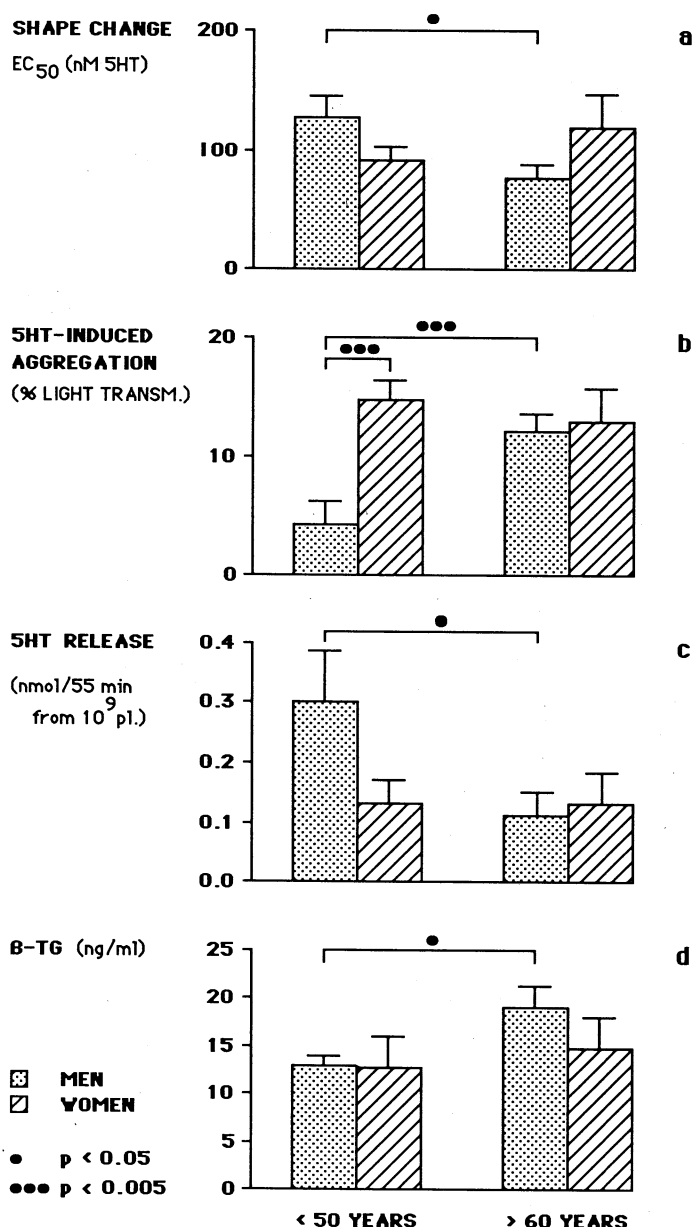 SHAPE CHANGE
EC50 (nM 5HT)
200
100
0
●
a
5HT-INDUCED
AGGREGATION
(% LIGHT TRANSM.)
20
10
0
●●●
●●●
b
5HT RELEASE
(nmol/55 min
from 10^9 pl.)
0.4
0.3
0.2
0.1
0.0
●
c
B-TG (ng/ml)
25
20
15
10
5
0
●
d
MEN
WOMEN
● p < 0.05
●●● p < 0.005
< 50 YEARS > 60 YEARS